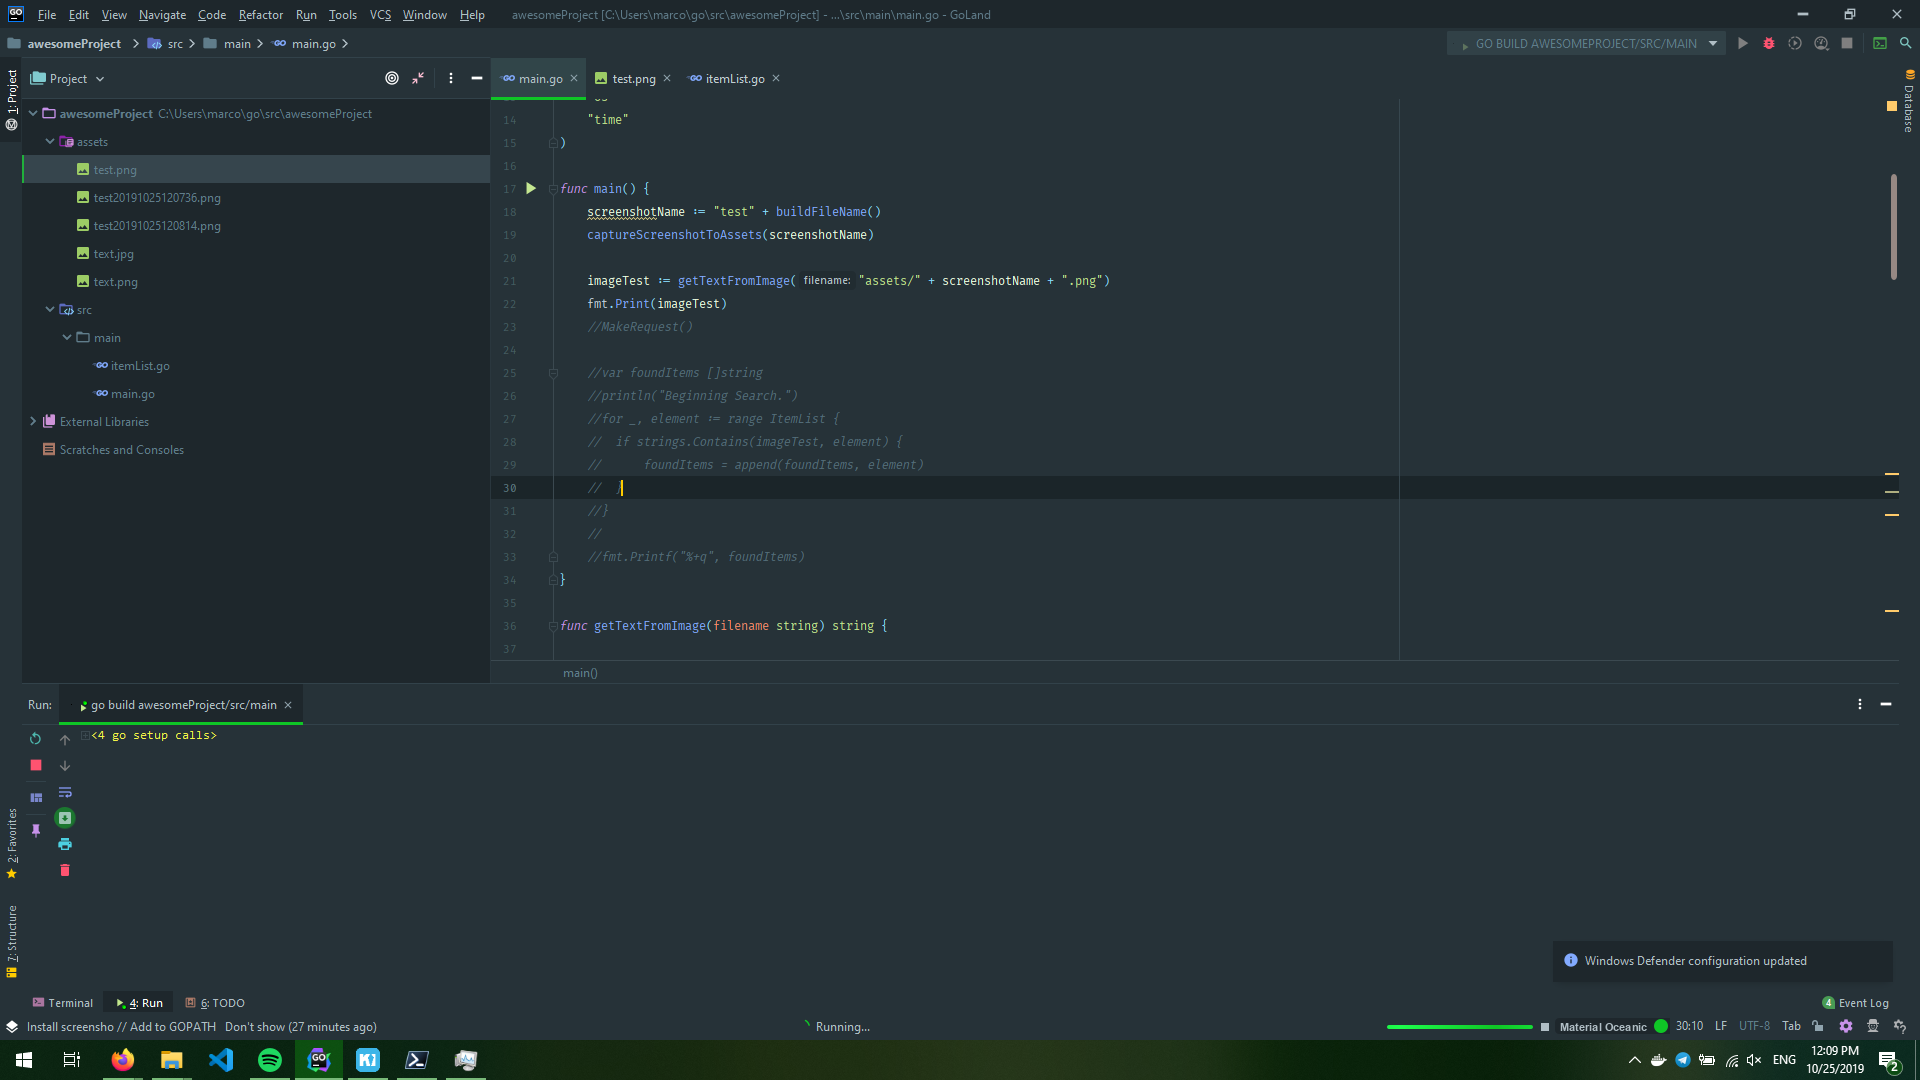 GO File Edit View Navigate Code Refactor Run Tools VCS Window Help awesomeProject [C:\Users\marco\go\src\awesomeProject] - ...\src\main\main.go - GoLand
awesomeProject src main main.go GO BUILD AWESOMEPROJECT/SRC/MAIN
1: Project
Project
main.go test.png itemList.go
Database
awesomeProject C:\Users\marco\go\src\awesomeProject
assets
test.png
test20191025120736.png
test20191025120814.png
text.jpg
text.png
src
main
itemList.go
main.go
External Libraries
Scratches and Consoles
14 "time"
15 )
16
17 func main() {
18 screenshotName := "test" + buildFileName()
19 captureScreenshotToAssets(screenshotName)
20
21 imageTest := getTextFromImage( filename: "assets/" + screenshotName + ".png")
22 fmt.Print(imageTest)
23 //MakeRequest()
24
25 //var foundItems []string
26 //println("Beginning Search.")
27 //for _, element := range ItemList {
28 // if strings.Contains(imageTest, element) {
29 // foundItems = append(foundItems, element)
30 // }
31 //}
32 //
33 //fmt.Printf("%+q", foundItems)
34 }
35
36 func getTextFromImage(filename string) string {
37
main()
Run: go build awesomeProject/src/main
<4 go setup calls>
2: Favorites
7: Structure
Windows Defender configuration updated
Terminal 4: Run 6: TODO 4 Event Log
Install screensho // Add to GOPATH Don't show (27 minutes ago) Running... Material Oceanic 30:10 LF UTF-8 Tab
ENG 12:09 PM
10/25/2019 2